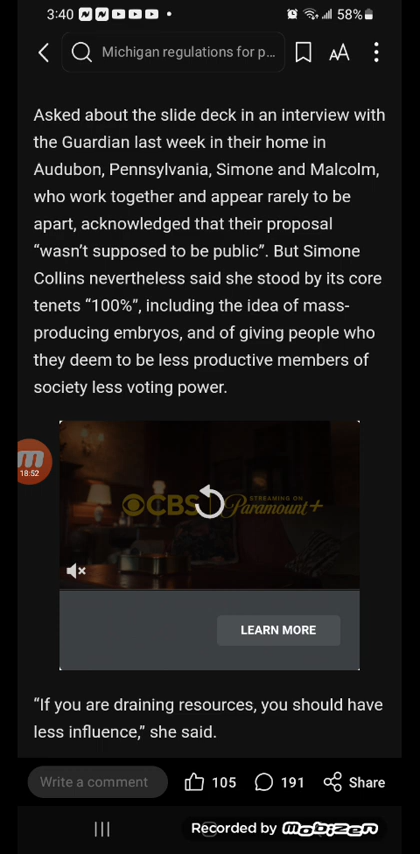 3:40
58%
Michigan regulations for p...
AA
Asked about the slide deck in an interview with
the Guardian last week in their home in
Audubon, Pennsylvania, Simone and Malcolm,
who work together and appear rarely to be
apart, acknowledged that their proposal
“wasn’t supposed to be public”. But Simone
Collins nevertheless said she stood by its core
tenets “100%”, including the idea of mass-
producing embryos, and of giving people who
they deem to be less productive members of
society less voting power.
m
18:52
CBS
STREAMING ON
Paramount+
LEARN MORE
“If you are draining resources, you should have
less influence,” she said.
Write a comment
105
191
Share
Recorded by Mobizen